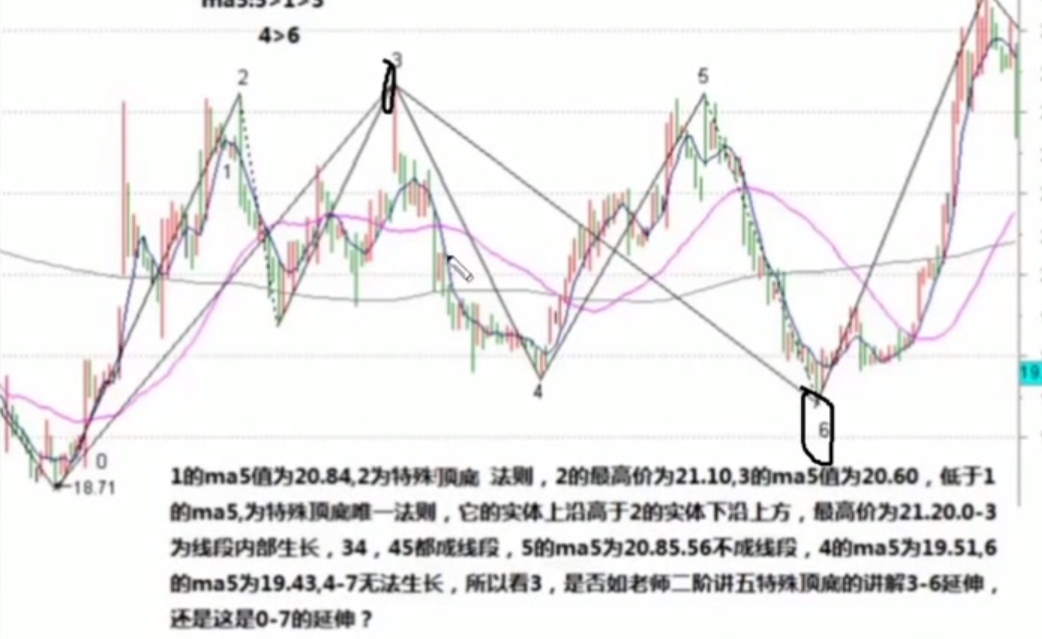 ma5:5>1>3
4>6
3
2
5
1
4
6
0
18.71
19
1的ma5值为20.84,2为特殊顶底 法则，2的最高价为21.10,3的ma5值为20.60，低于1
的ma5,为特殊顶底唯一法则，它的实体上沿高于2的实体下沿上方，最高价为21.20.0-3
为线段内部生长，34，45都成线段，5的ma5为20.85.56不成线段，4的ma5为19.51,6
的ma5为19.43,4-7无法生长，所以看3，是否如老师二阶讲五特殊顶底的讲解3-6延伸，
还是这是0-7的延伸？